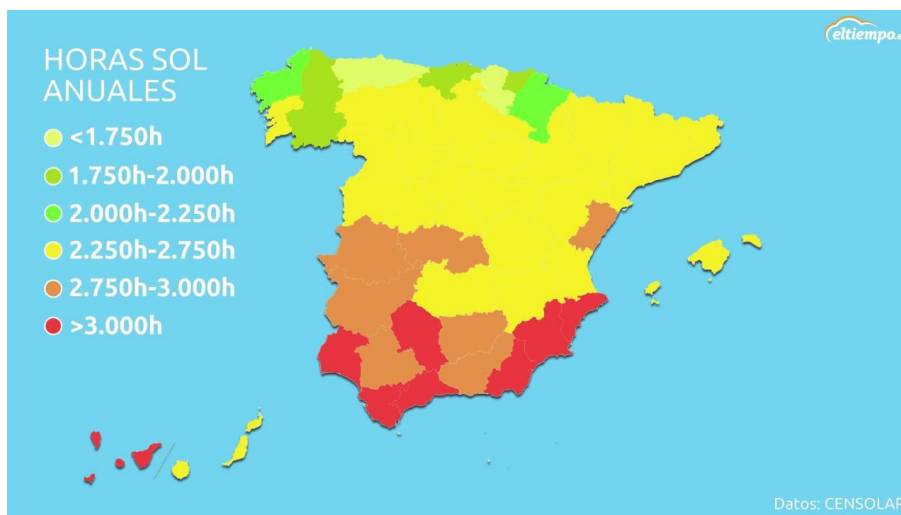 HORAS SOL
ANUALES
<1.750h
1.750h-2.000h
2.000h-2.250h
2.250h-2.750h
2.750h-3.000h
>3.000h
eltiempo.e
Datos: CENSOLAR